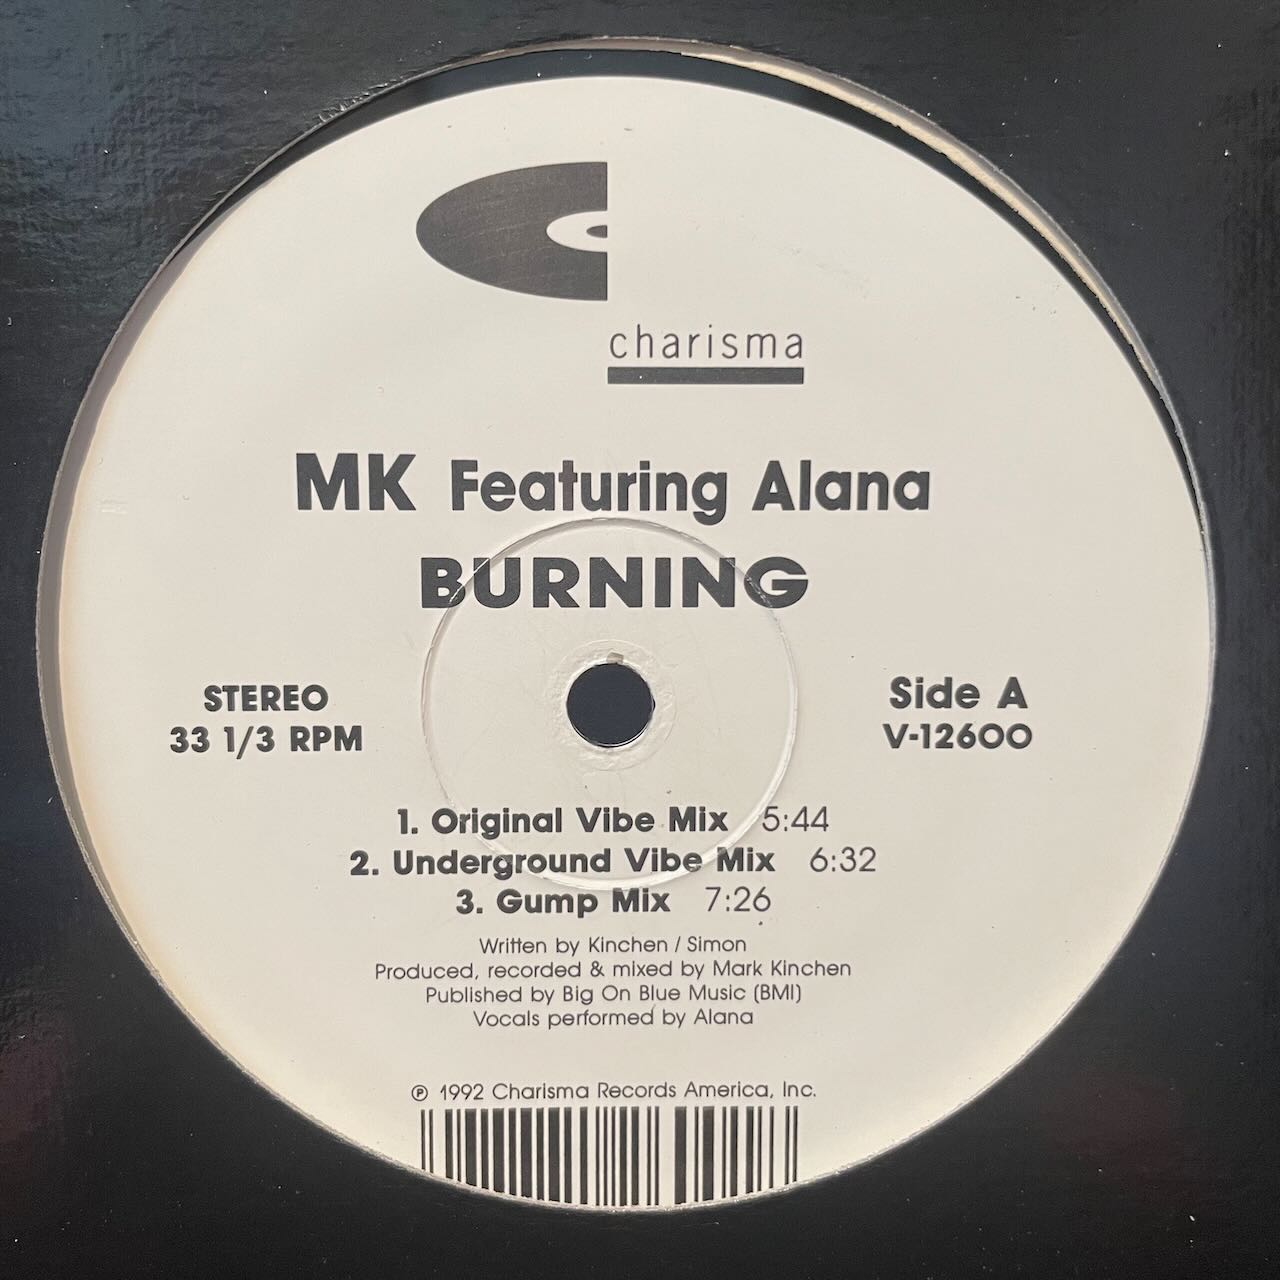 charisma
MK Featuring Alana
BURNING
STEREO
33 1/3 RPM
Side A
V-12600
1. Original Vibe Mix 5:44
2. Underground Vibe Mix 6:32
3. Gump Mix 7:26
Written by Kinchen / Simon
Produced, recorded & mixed by Mark Kinchen
Published by Big On Blue Music (BMI)
Vocals performed by Alana
℗ 1992 Charisma Records America, Inc.